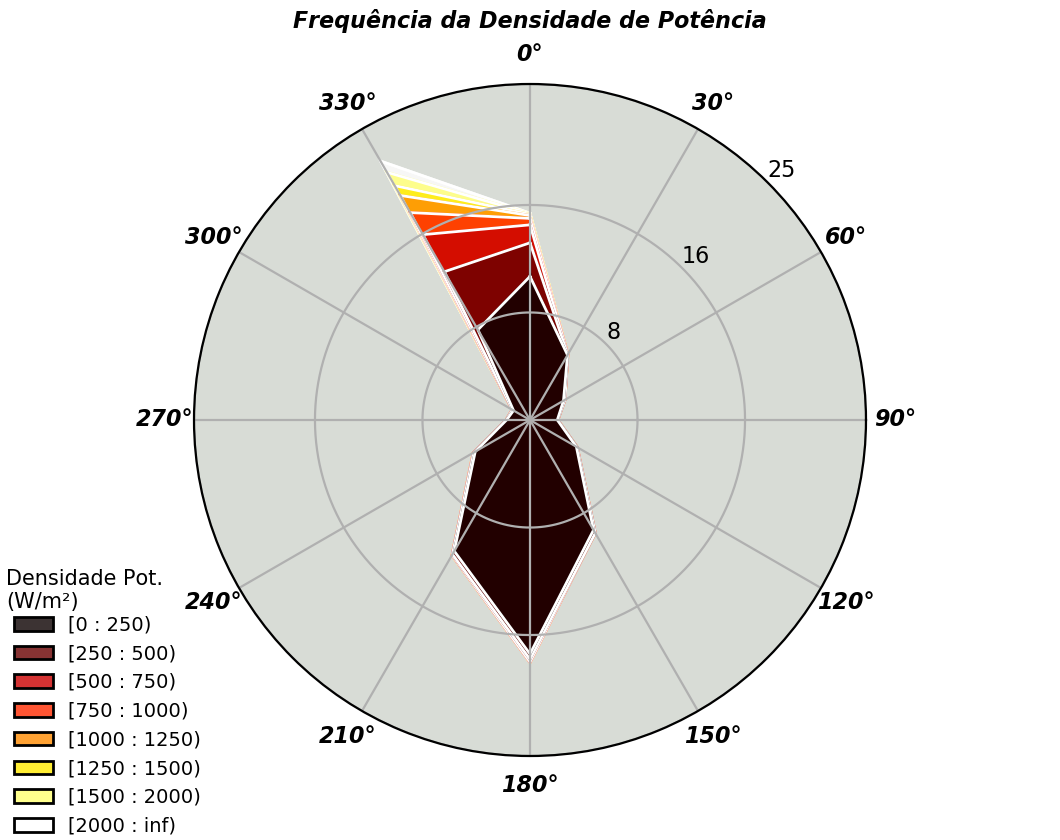 Frequência da Densidade de Potência
0°
330°
30°
25
300°
60°
16
8
270°
90°
240°
120°
210°
150°
180°
Densidade Pot.
(W/m²)
[0 : 250)
[250 : 500)
[500 : 750)
[750 : 1000)
[1000 : 1250)
[1250 : 1500)
[1500 : 2000)
[2000 : inf)